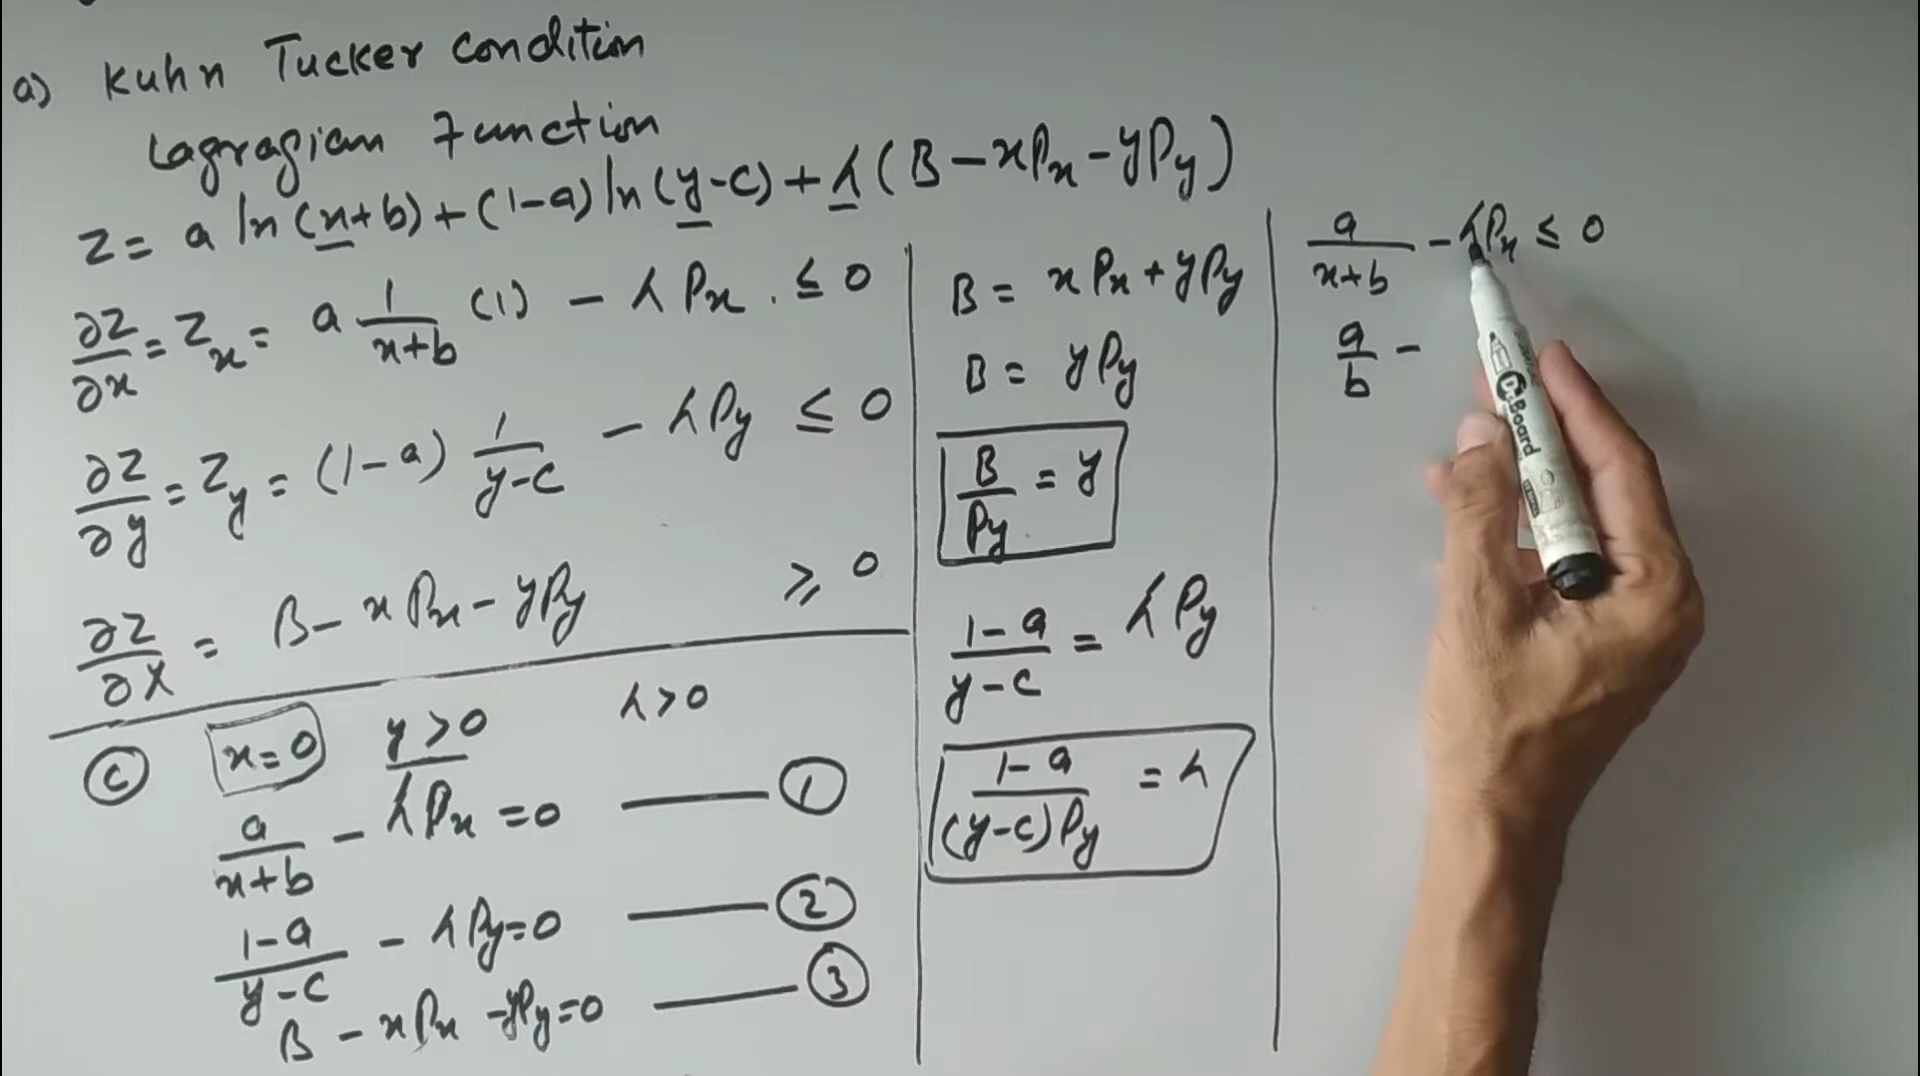 a) Kuhn Tucker condition
Lagragian Function
Z = a ln (x+b) + (1-a) ln (y-c) + λ (B - xPx - yPy)
∂Z/∂x = Zx = a 1/(x+b) (1) - λPx . ≤ 0
∂Z/∂y = Zy = (1-a) 1/(y-c) - λPy ≤ 0
∂Z/∂λ = B - xPx - yPy ≥ 0
c x=0 y>0 λ>0
a/(x+b) - λPx = 0 — 1
(1-a)/(y-c) - λPy = 0 — 2
B - xPx - yPy = 0 — 3
B = xPx + yPy
B = yPy
B/Py = y
(1-a)/(y-c) = λPy
(1-a)/((y-c)Py) = λ
a/(x+b) - λPx ≤ 0
a/b -
Board